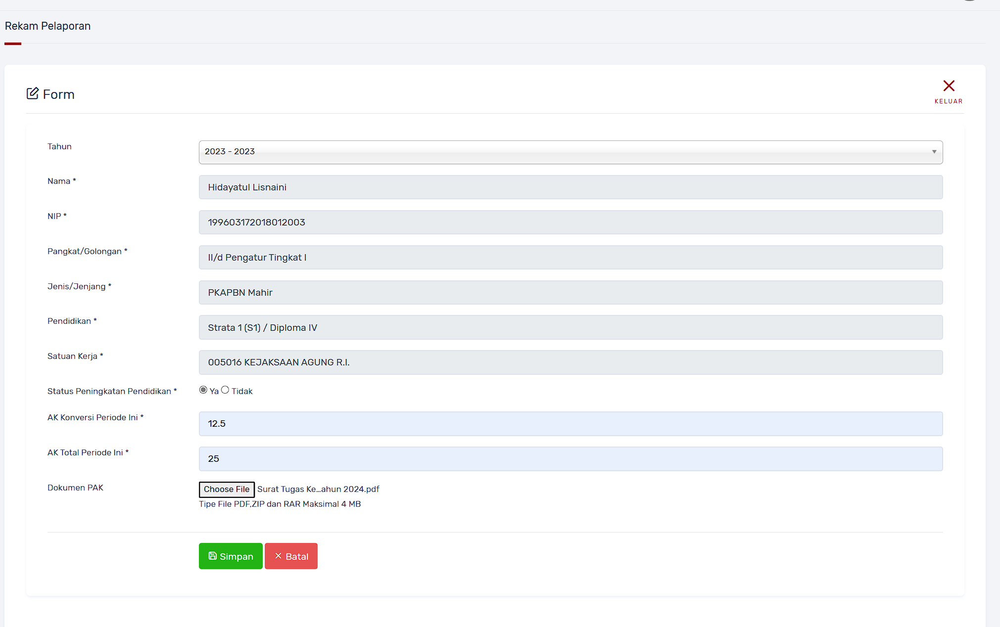 Rekam Pelaporan
Form
KELUAR
Tahun
2023 - 2023
Nama *
Hidayatul Lisnaini
NIP *
199603172018012003
Pangkat/Golongan *
II/d Pengatur Tingkat I
Jenis/Jenjang *
PKAPBN Mahir
Pendidikan *
Strata 1 (S1) / Diploma IV
Satuan Kerja *
005016 KEJAKSAAN AGUNG R.I.
Status Peningkatan Pendidikan *
Ya Tidak
AK Konversi Periode Ini *
12.5
AK Total Periode Ini *
25
Dokumen PAK
Choose File Surat Tugas Ke...ahun 2024.pdf
Tipe File PDF,ZIP dan RAR Maksimal 4 MB
Simpan Batal